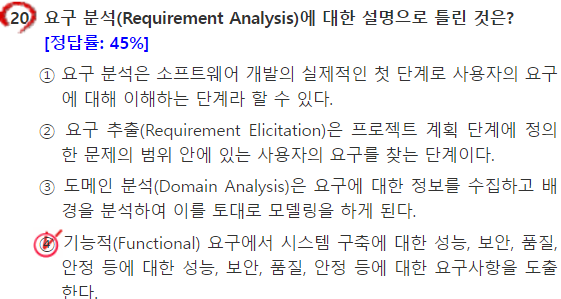 20 요구 분석(Requirement Analysis)에 대한 설명으로 틀린 것은?
[정답률: 45%]
① 요구 분석은 소프트웨어 개발의 실제적인 첫 단계로 사용자의 요구
에 대해 이해하는 단계라 할 수 있다.
② 요구 추출(Requirement Elicitation)은 프로젝트 계획 단계에 정의
한 문제의 범위 안에 있는 사용자의 요구를 찾는 단계이다.
③ 도메인 분석(Domain Analysis)은 요구에 대한 정보를 수집하고 배
경을 분석하여 이를 토대로 모델링을 하게 된다.
④ 기능적(Functional) 요구에서 시스템 구축에 대한 성능, 보안, 품질,
안정 등에 대한 성능, 보안, 품질, 안정 등에 대한 요구사항을 도출
한다.